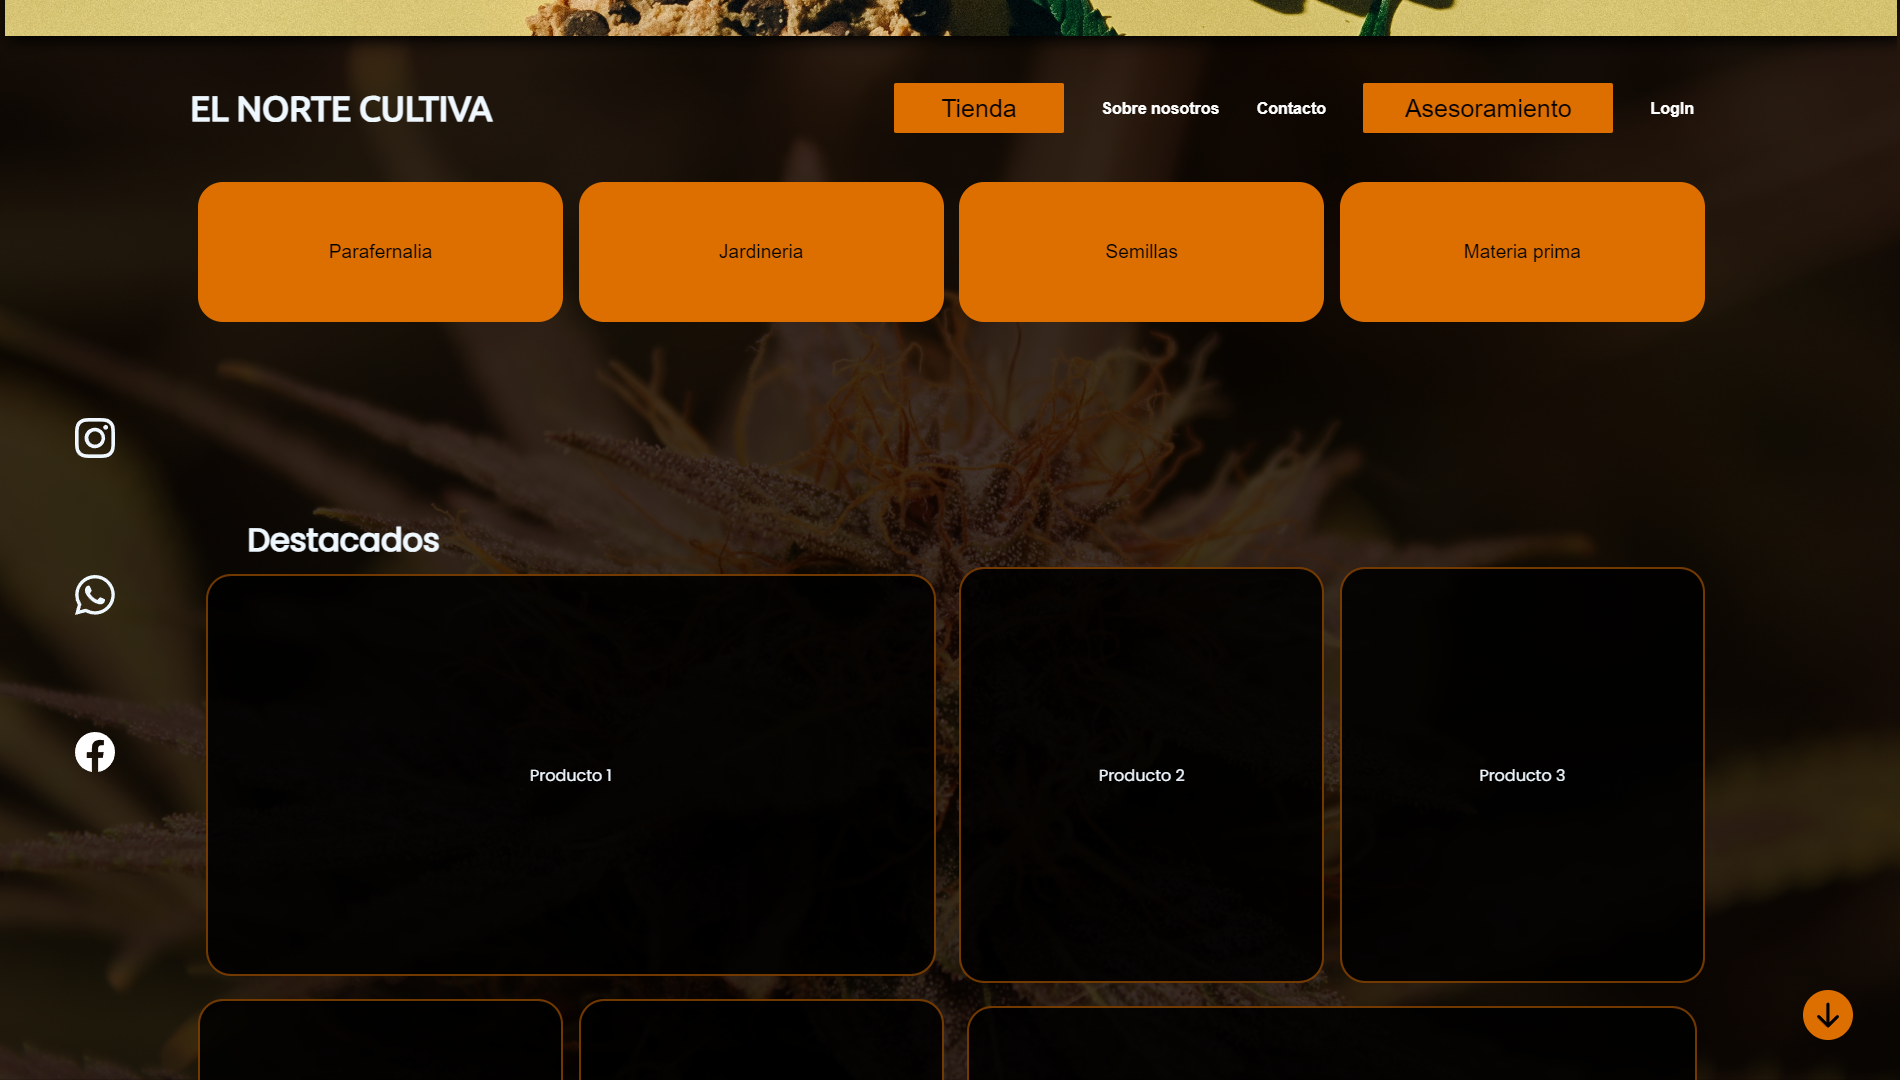 EL NORTE CULTIVA
Tienda
Sobre nosotros
Contacto
Asesoramiento
Login
Parafernalia
Jardineria
Semillas
Materia prima
Destacados
Producto 1
Producto 2
Producto 3